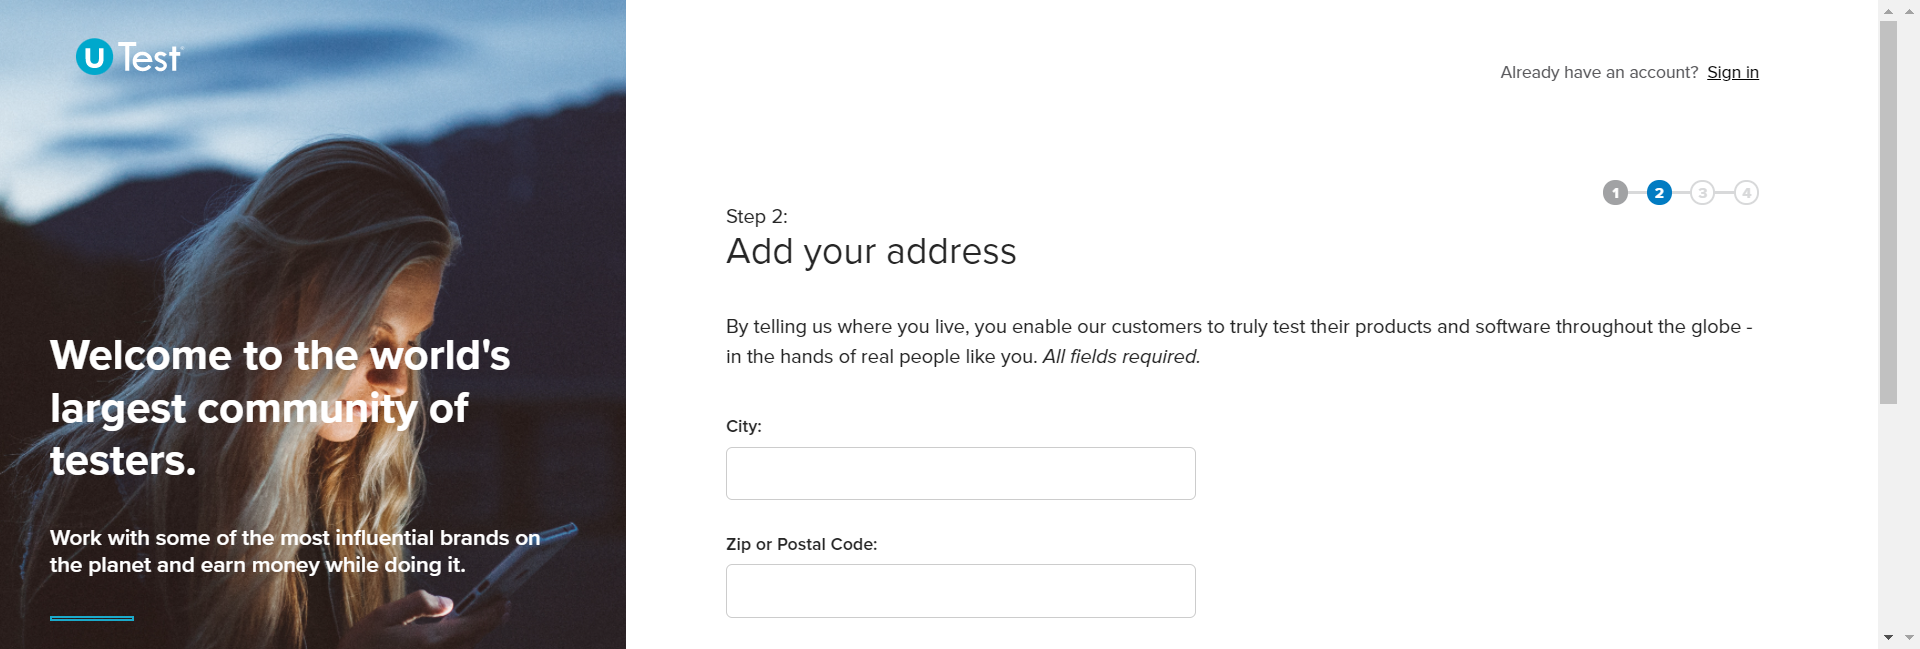 U Test
Already have an account? Sign in
1 2 3 4
Step 2:
Add your address
By telling us where you live, you enable our customers to truly test their products and software throughout the globe -
in the hands of real people like you. All fields required.
City:
Zip or Postal Code:
Welcome to the world's
largest community of
testers.
Work with some of the most influential brands on
the planet and earn money while doing it.